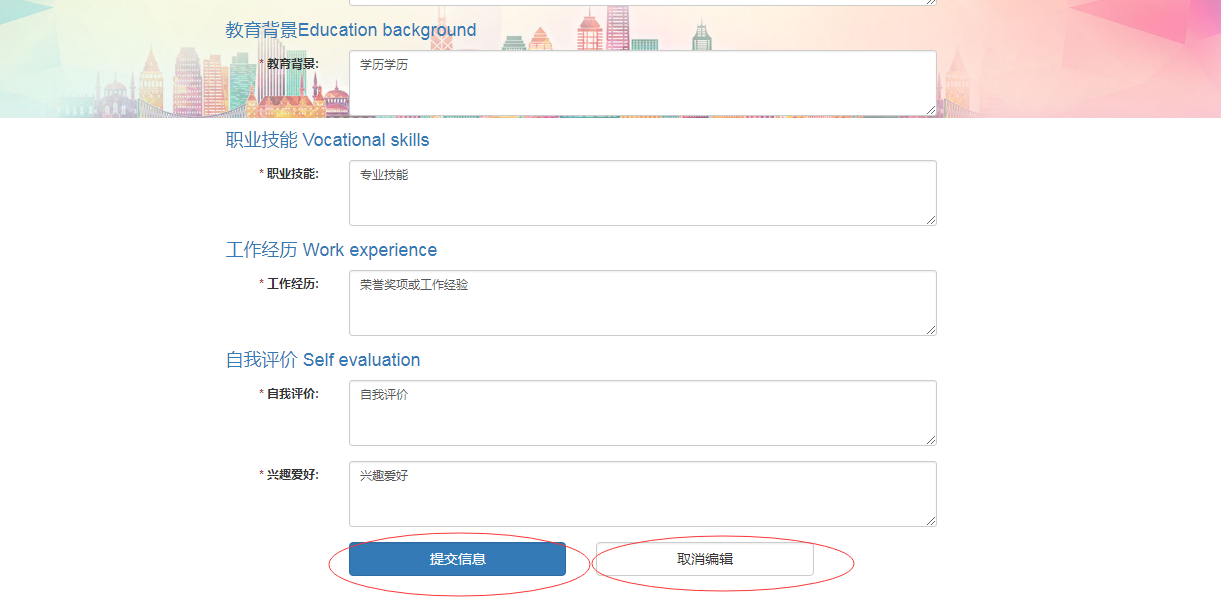 教育背景Education background
* 教育背景: 学历学历
职业技能 Vocational skills
* 职业技能: 专业技能
工作经历 Work experience
* 工作经历: 荣誉奖项或工作经验
自我评价 Self evaluation
* 自我评价: 自我评价
* 兴趣爱好: 兴趣爱好
提交信息 取消编辑